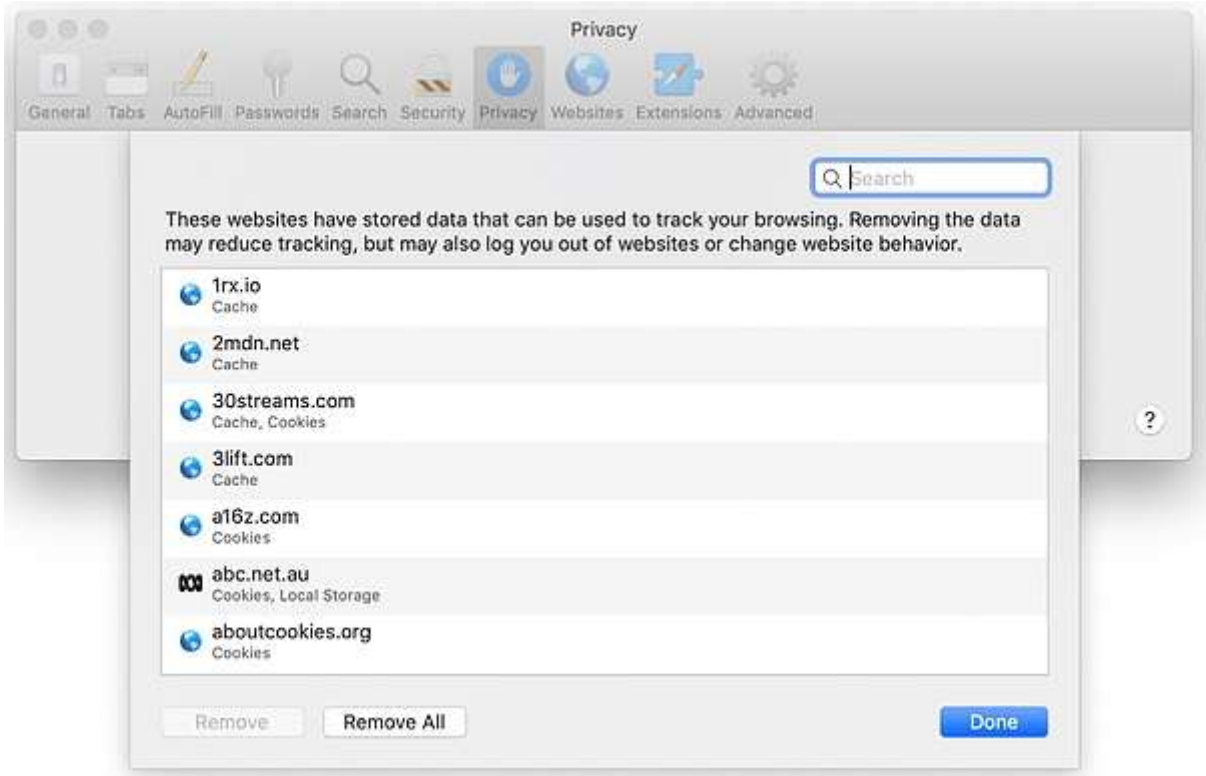 Privacy
General Tabs AutoFill Passwords Search Security Privacy Websites Extensions Advanced
Search
These websites have stored data that can be used to track your browsing. Removing the data
may reduce tracking, but may also log you out of websites or change website behavior.
1rx.io
Cache
2mdn.net
Cache
30streams.com
Cache, Cookies
3lift.com
Cache
a16z.com
Cookies
abc.net.au
Cookies, Local Storage
aboutcookies.org
Cookies
?
Remove Remove All Done